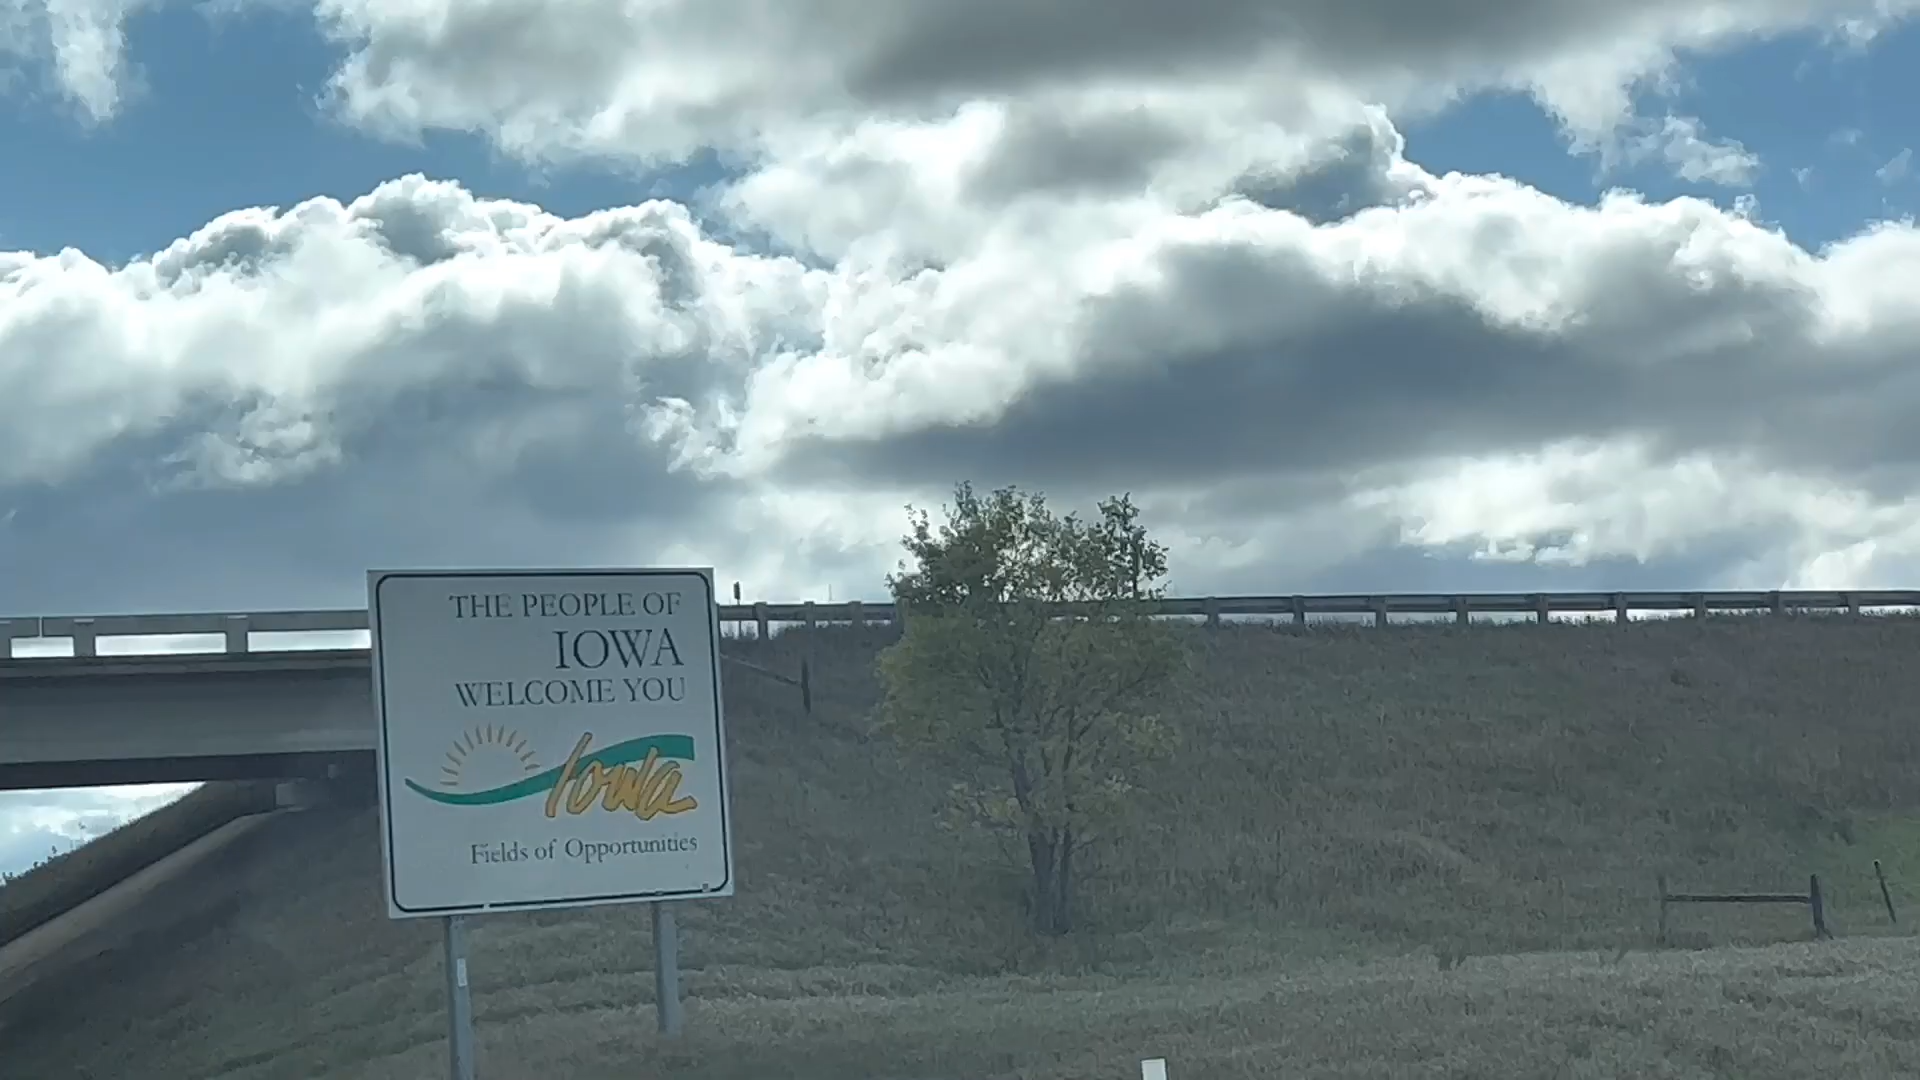 THE PEOPLE OF
IOWA
WELCOME YOU
Iowa
Fields of Opportunities